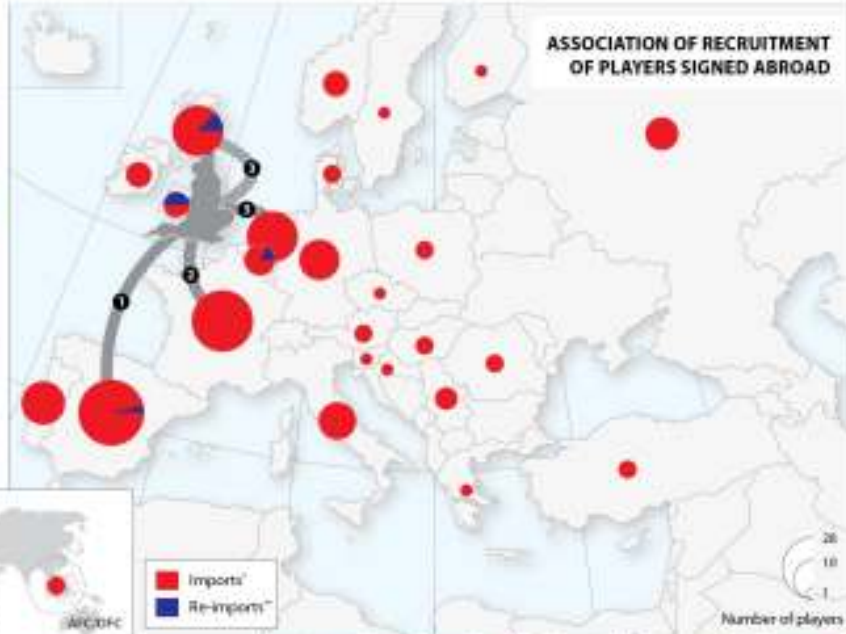 ASSOCIATION OF RECRUITMENT
OF PLAYERS SIGNED ABROAD
3
3
2
1
Imports*
Re-imports**
AFC/OFC
28
10
1
Number of players